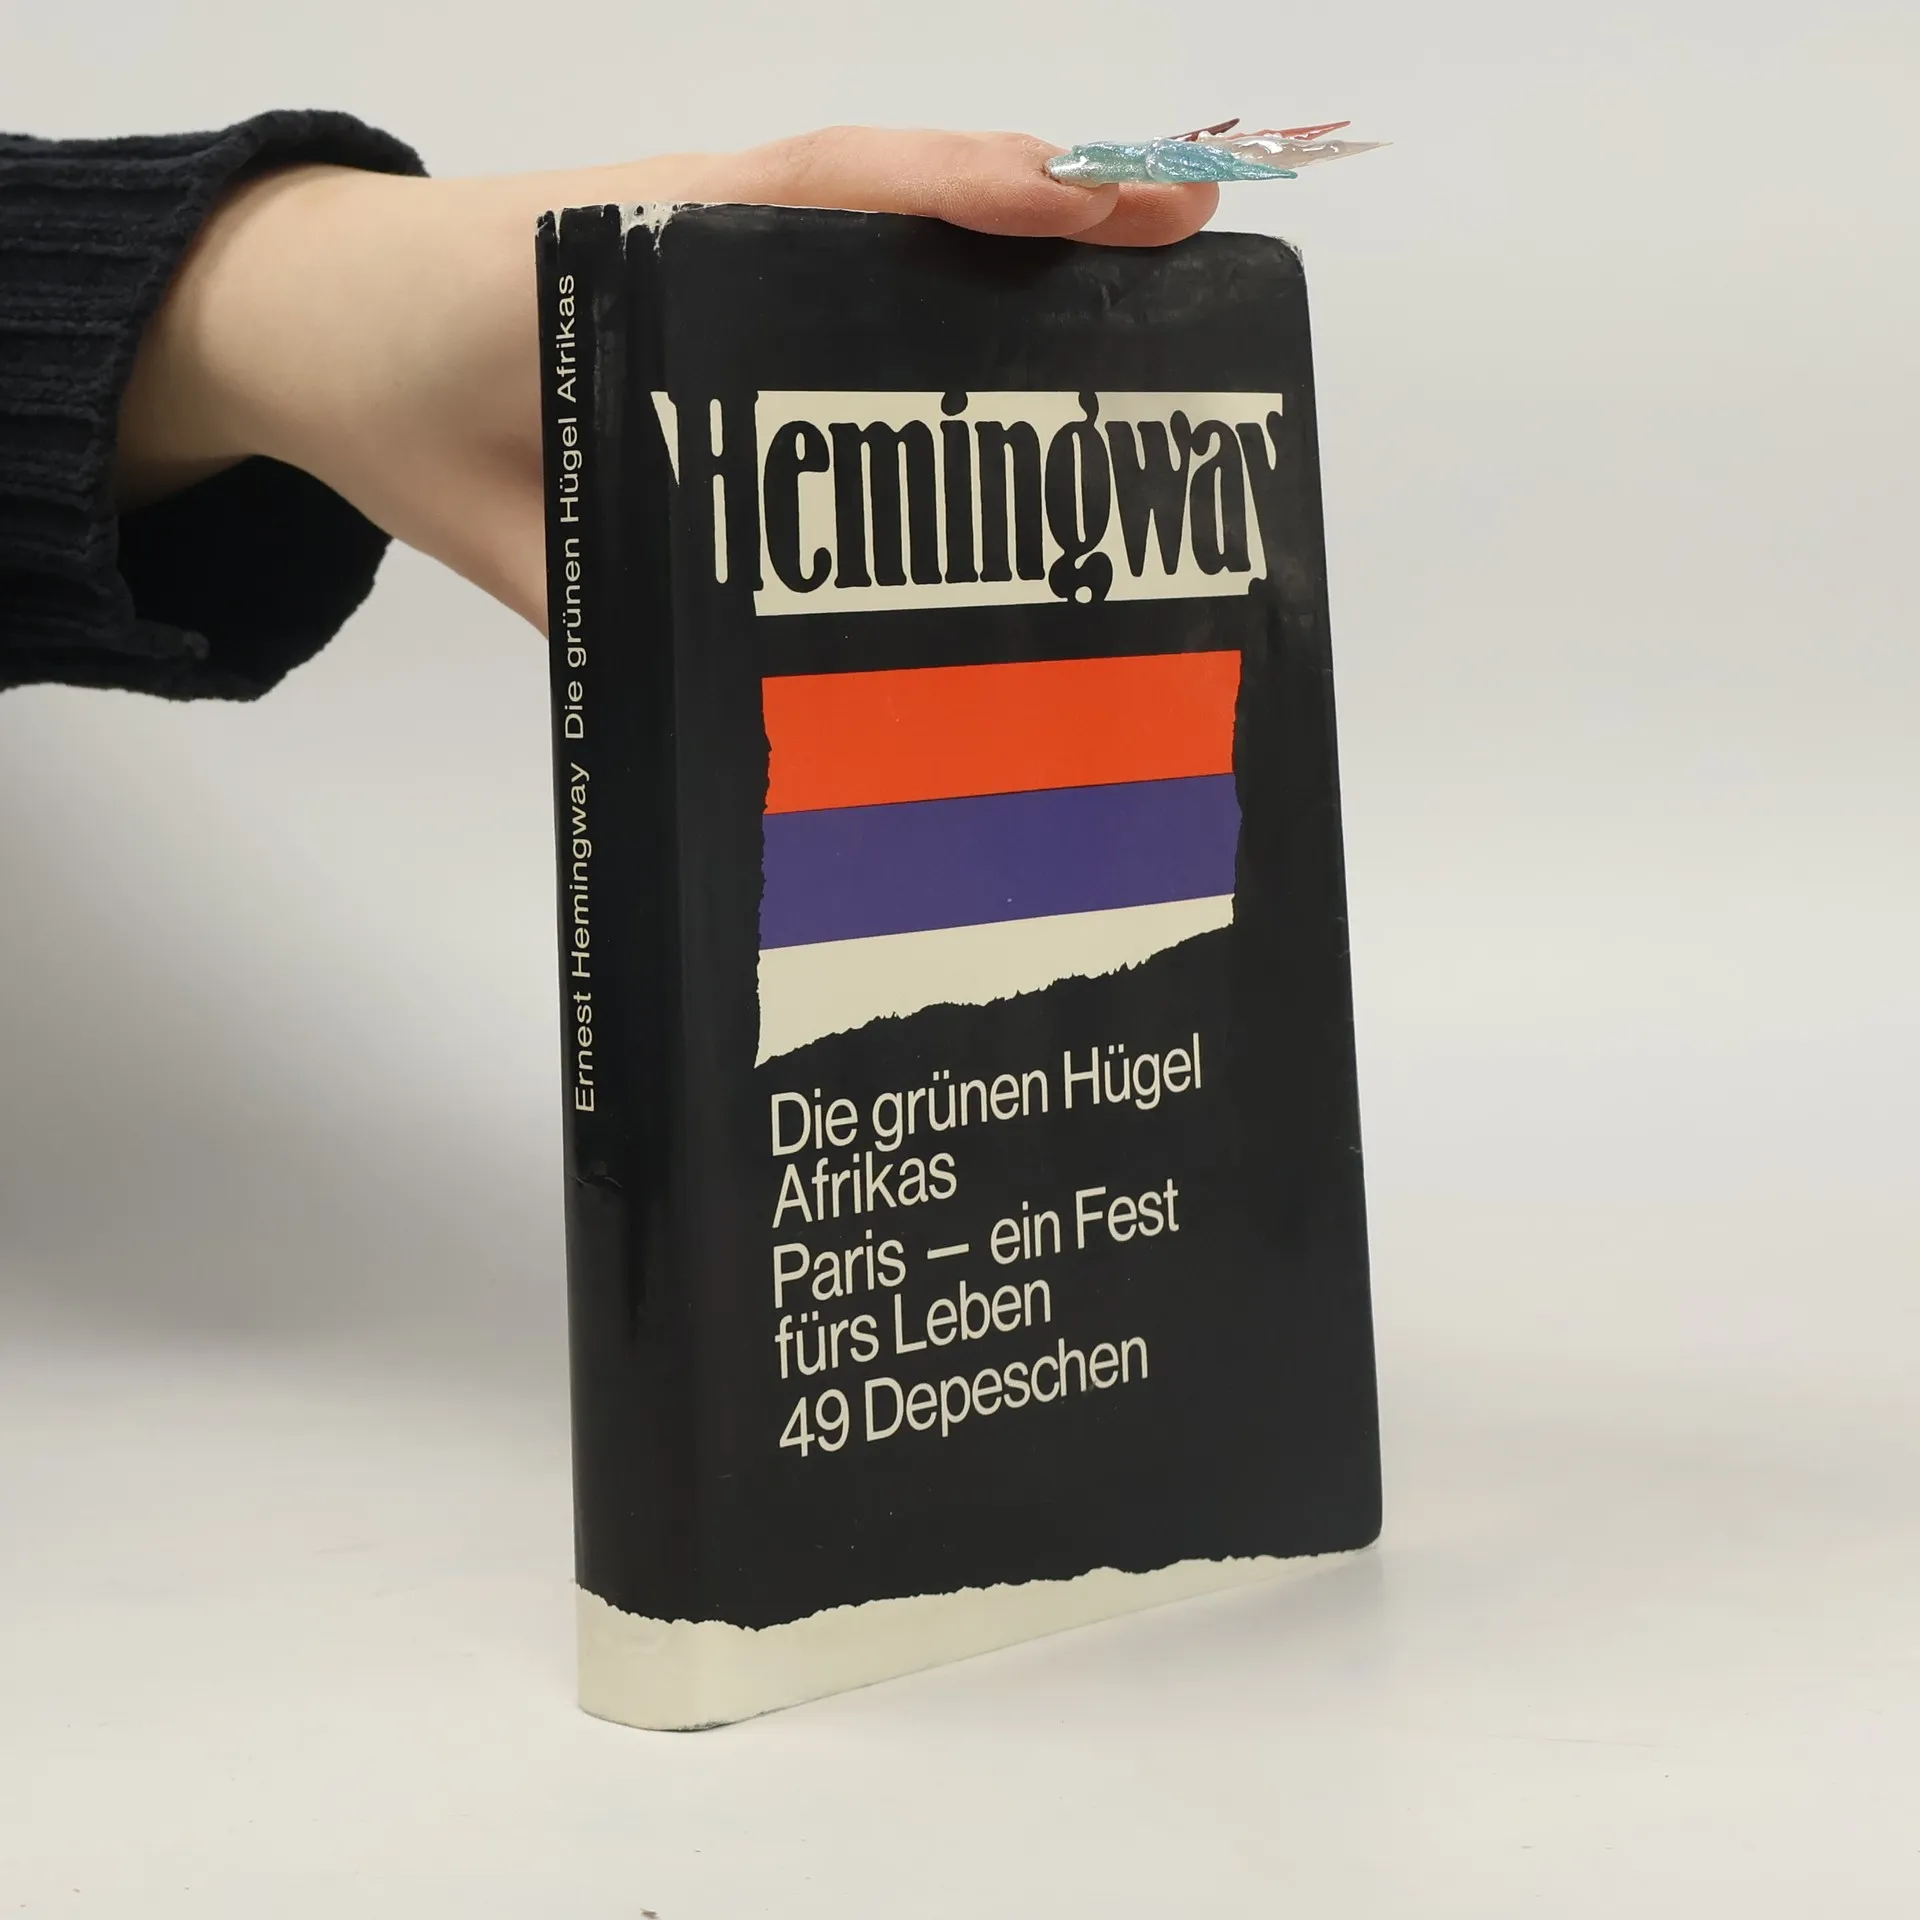 Ernest Hemingway Die grünen Hügel Afrikas
Hemingway
Die grünen Hügel
Afrikas
Paris – ein Fest
fürs Leben
49 Depeschen